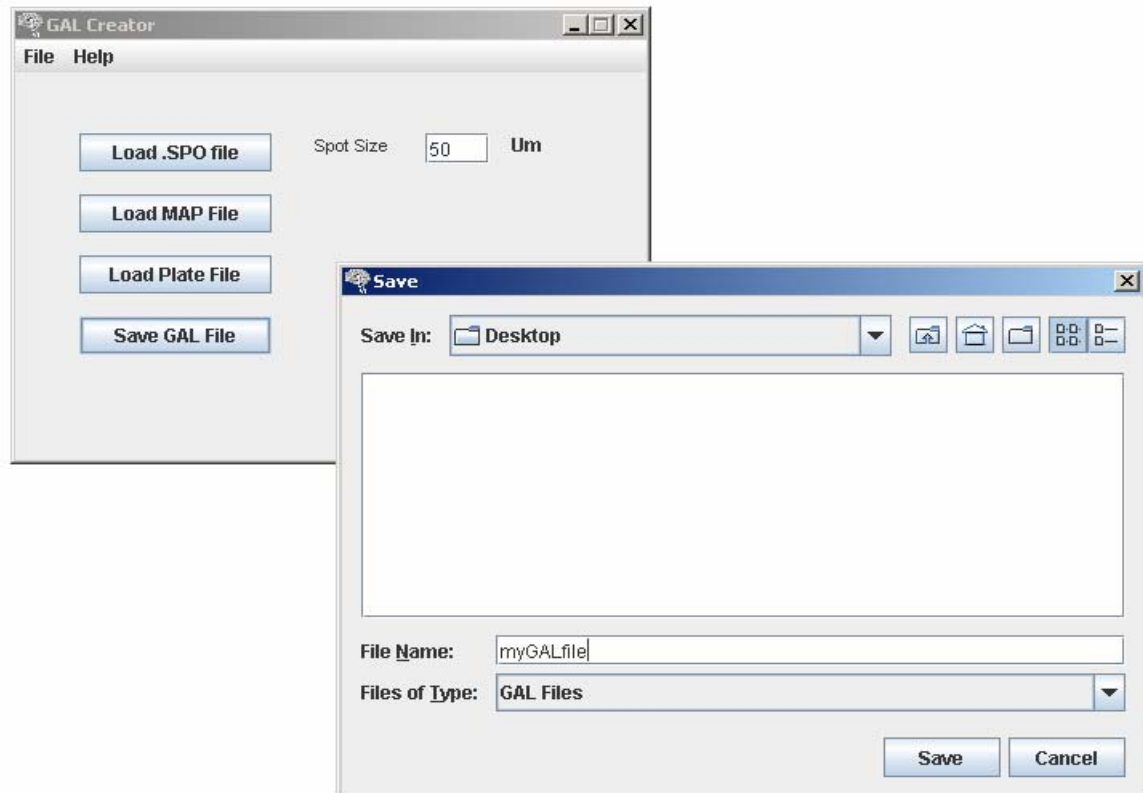 GAL Creator
File Help
Load .SPO file
Spot Size 50 Um
Load MAP File
Load Plate File
Save GAL File
Save
Save In: Desktop
File Name: myGALfile
Files of Type: GAL Files
Save Cancel